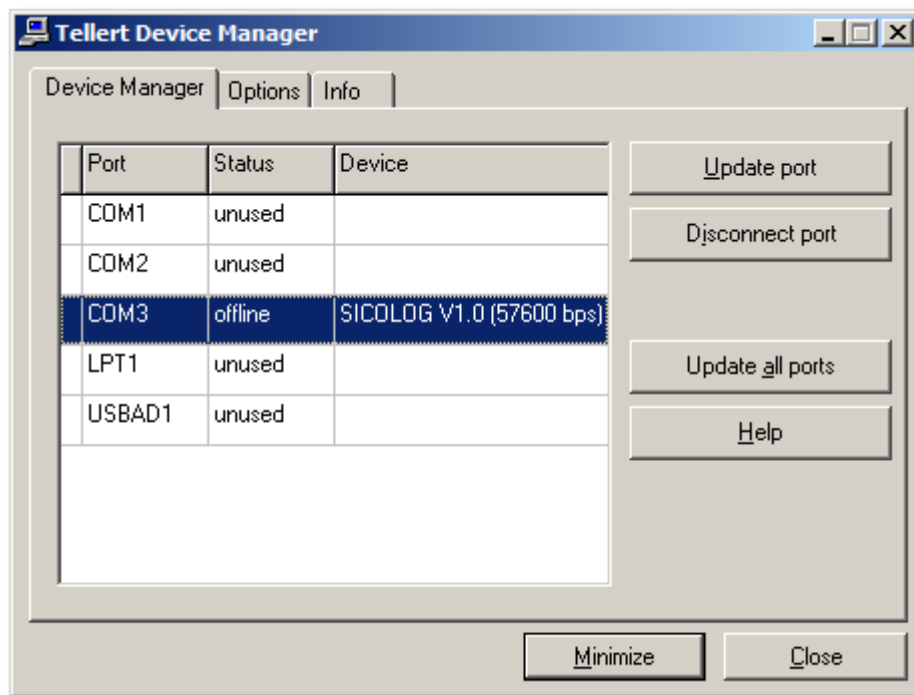 Tellert Device Manager
Device Manager Options Info
Port Status Device
COM1 unused
COM2 unused
COM3 offline SICOLOG V1.0 (57600 bps)
LPT1 unused
USBAD1 unused
Update port
Disconnect port
Update all ports
Help
Minimize Close